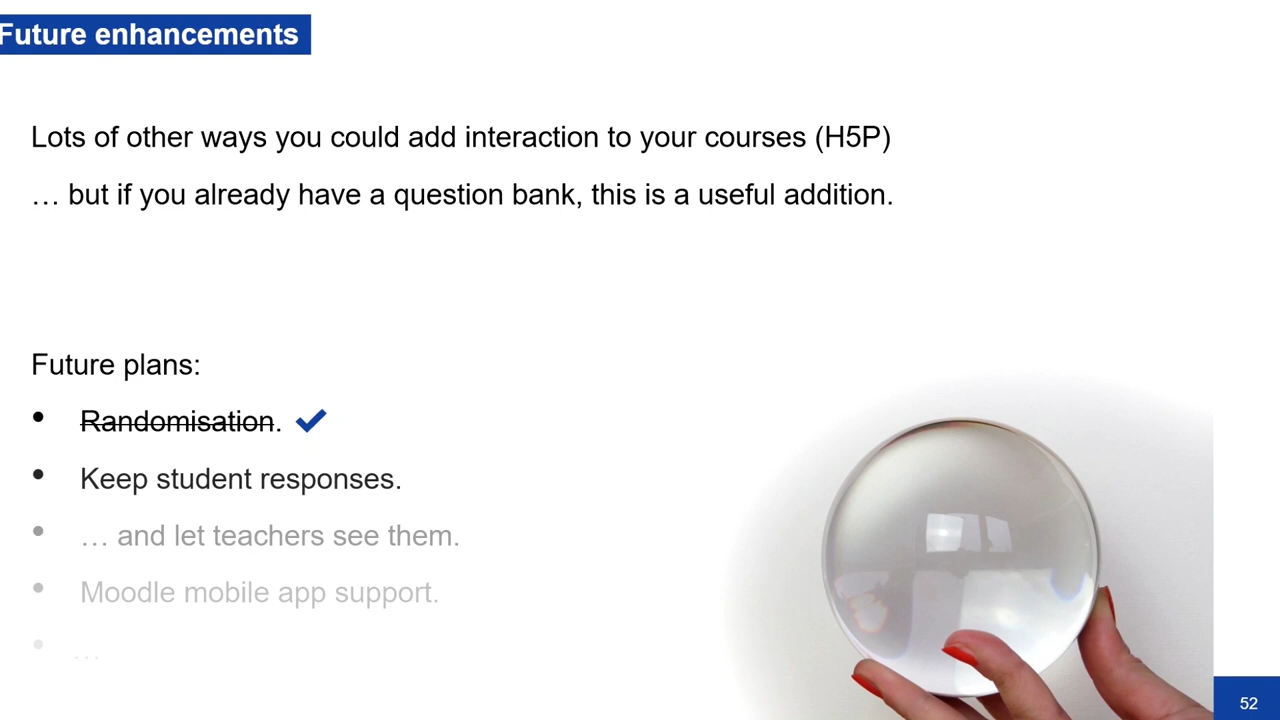 Future enhancements
Lots of other ways you could add interaction to your courses (H5P)
… but if you already have a question bank, this is a useful addition.
Future plans:
• Randomisation.
• Keep student responses.
• … and let teachers see them.
• Moodle mobile app support.
• …
52